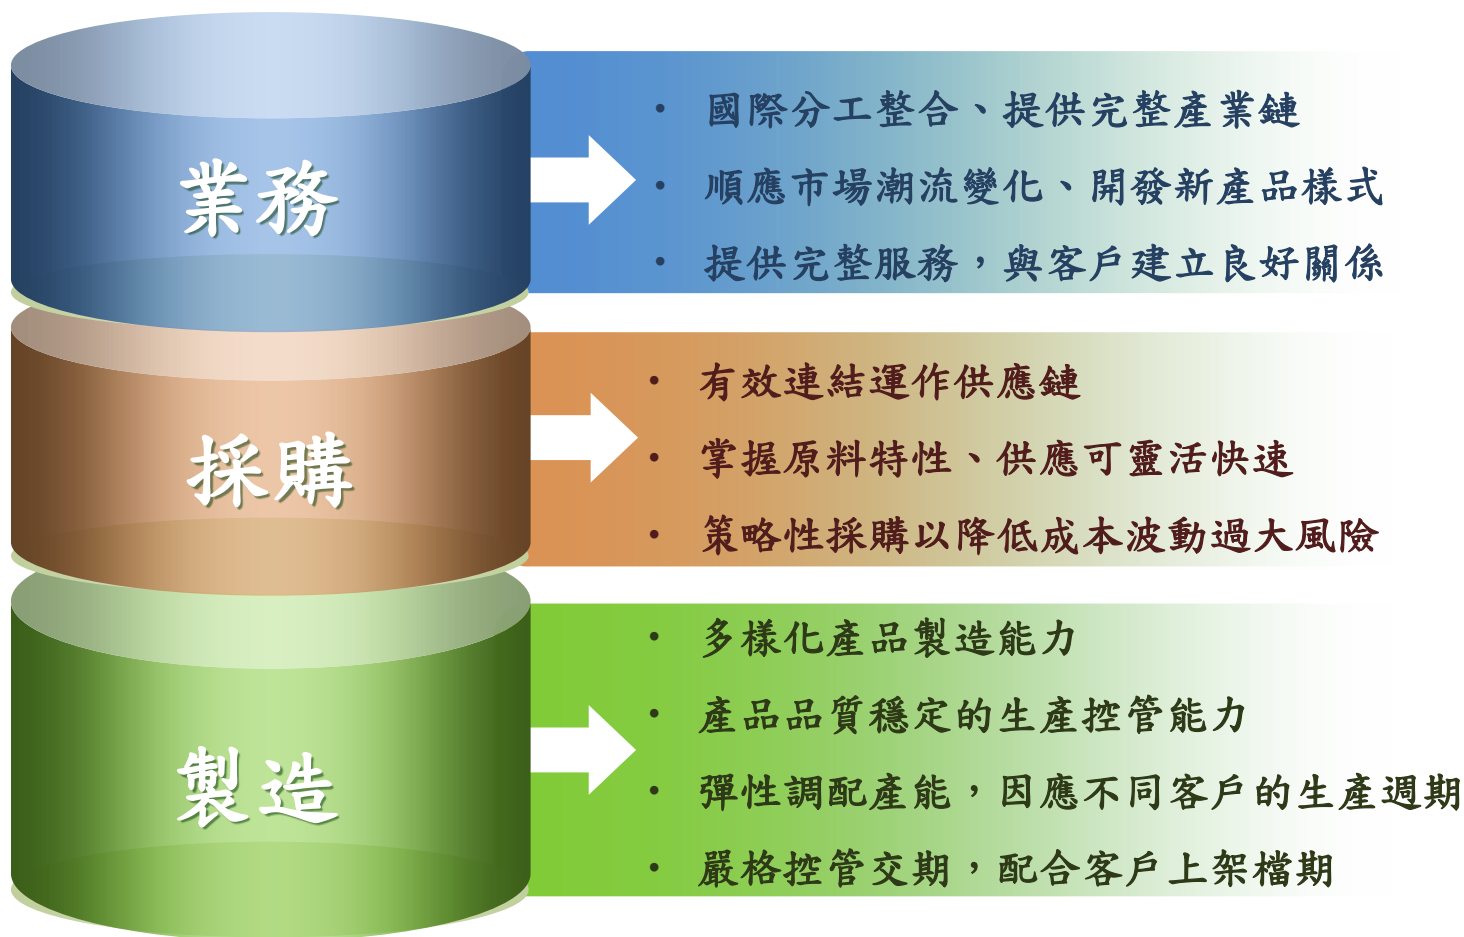 業務
• 國際分工整合、提供完整產業鏈
• 順應市場潮流變化、開發新產品樣式
• 提供完整服務，與客戶建立良好關係
採購
• 有效連結運作供應鏈
• 掌握原料特性、供應可靈活快速
• 策略性採購以降低成本波動過大風險
製造
• 多樣化產品製造能力
• 產品品質穩定的生產控管能力
• 彈性調配產能，因應不同客戶的生產週期
• 嚴格控管交期，配合客戶上架檔期